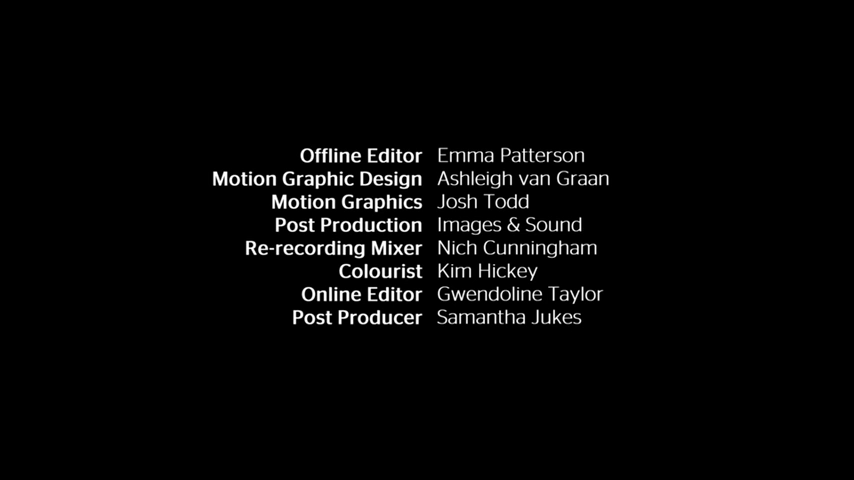 Offline Editor Emma Patterson
Motion Graphic Design Ashleigh van Graan
Motion Graphics Josh Todd
Post Production Images & Sound
Re-recording Mixer Nich Cunningham
Colourist Kim Hickey
Online Editor Gwendoline Taylor
Post Producer Samantha Jukes